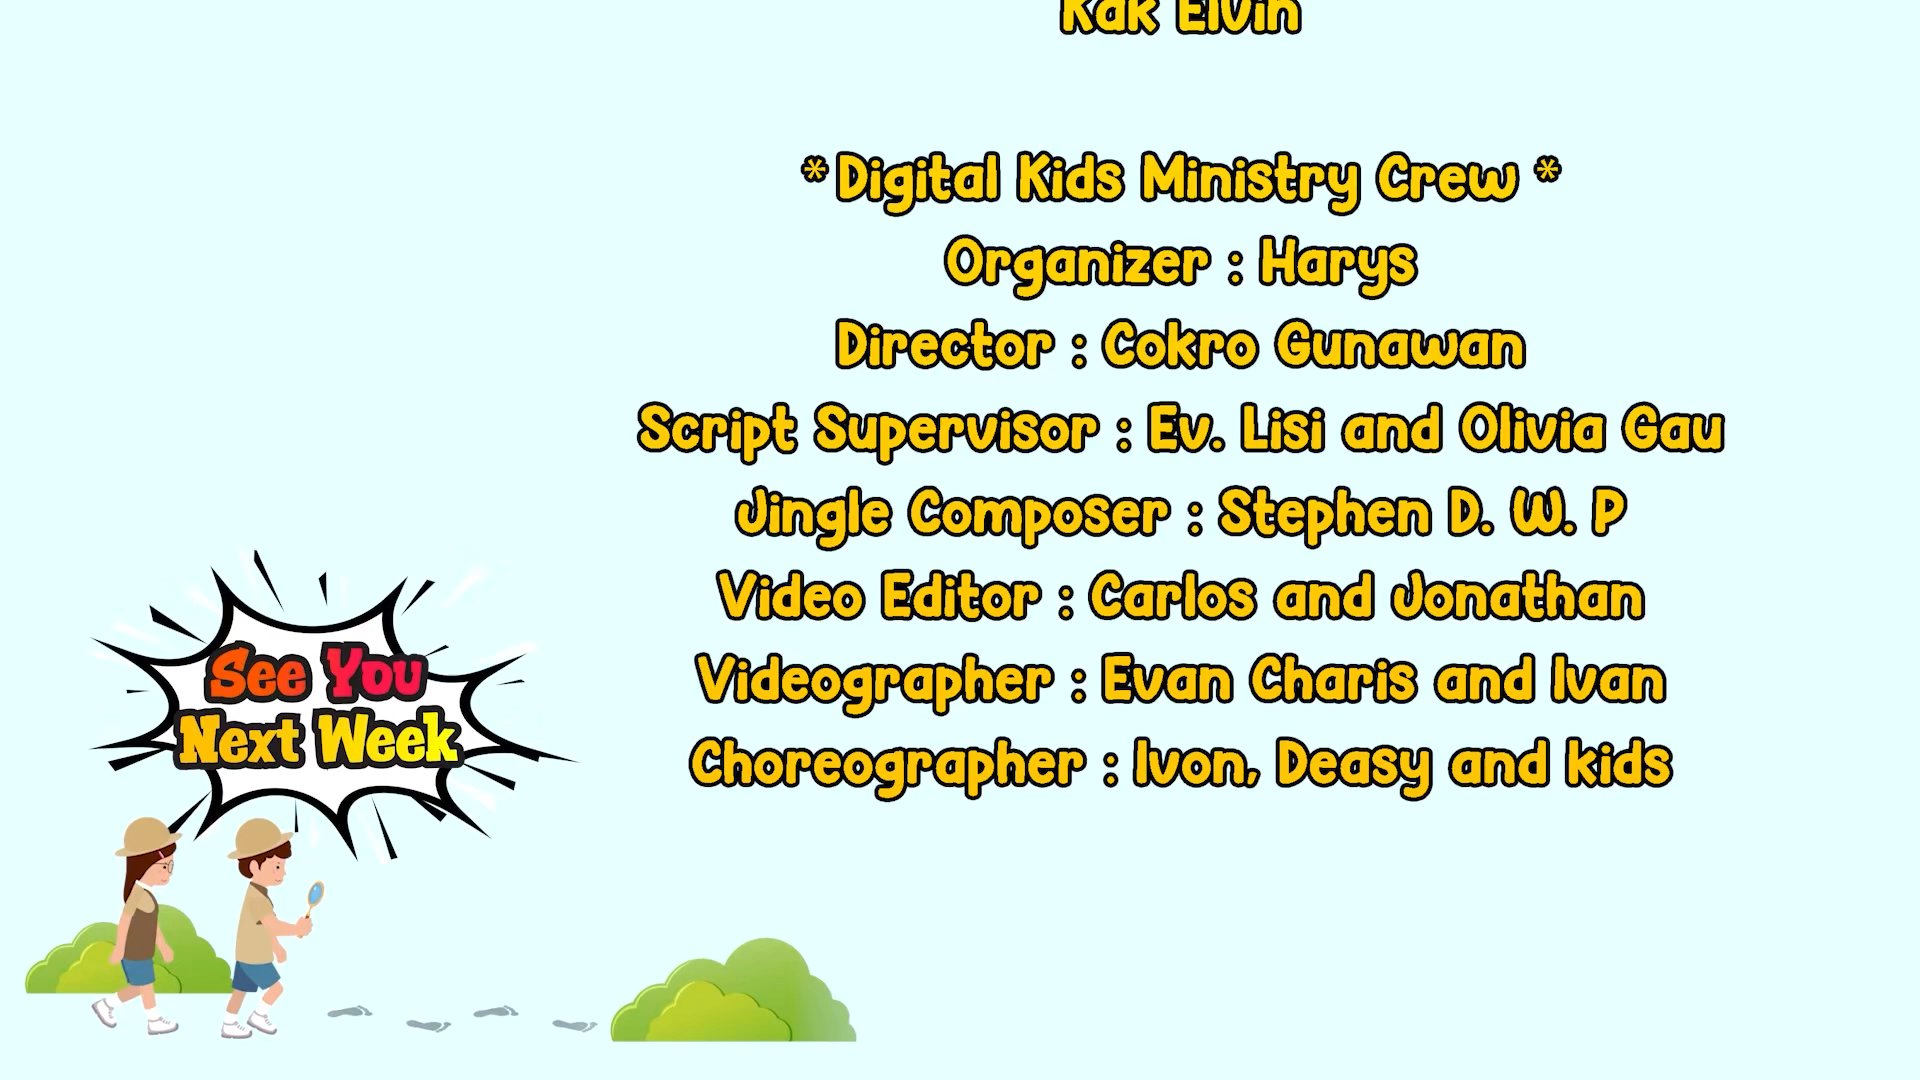 Kak Elvin
* Digital Kids Ministry Crew *
Organizer : Harys
Director : Cokro Gunawan
Script Supervisor : Ev. Lisi and Olivia Gau
Jingle Composer : Stephen D. W. P
Video Editor : Carlos and Jonathan
Videographer : Evan Charis and Ivan
Choreographer : Ivon, Deasy and kids
See You
Next Week